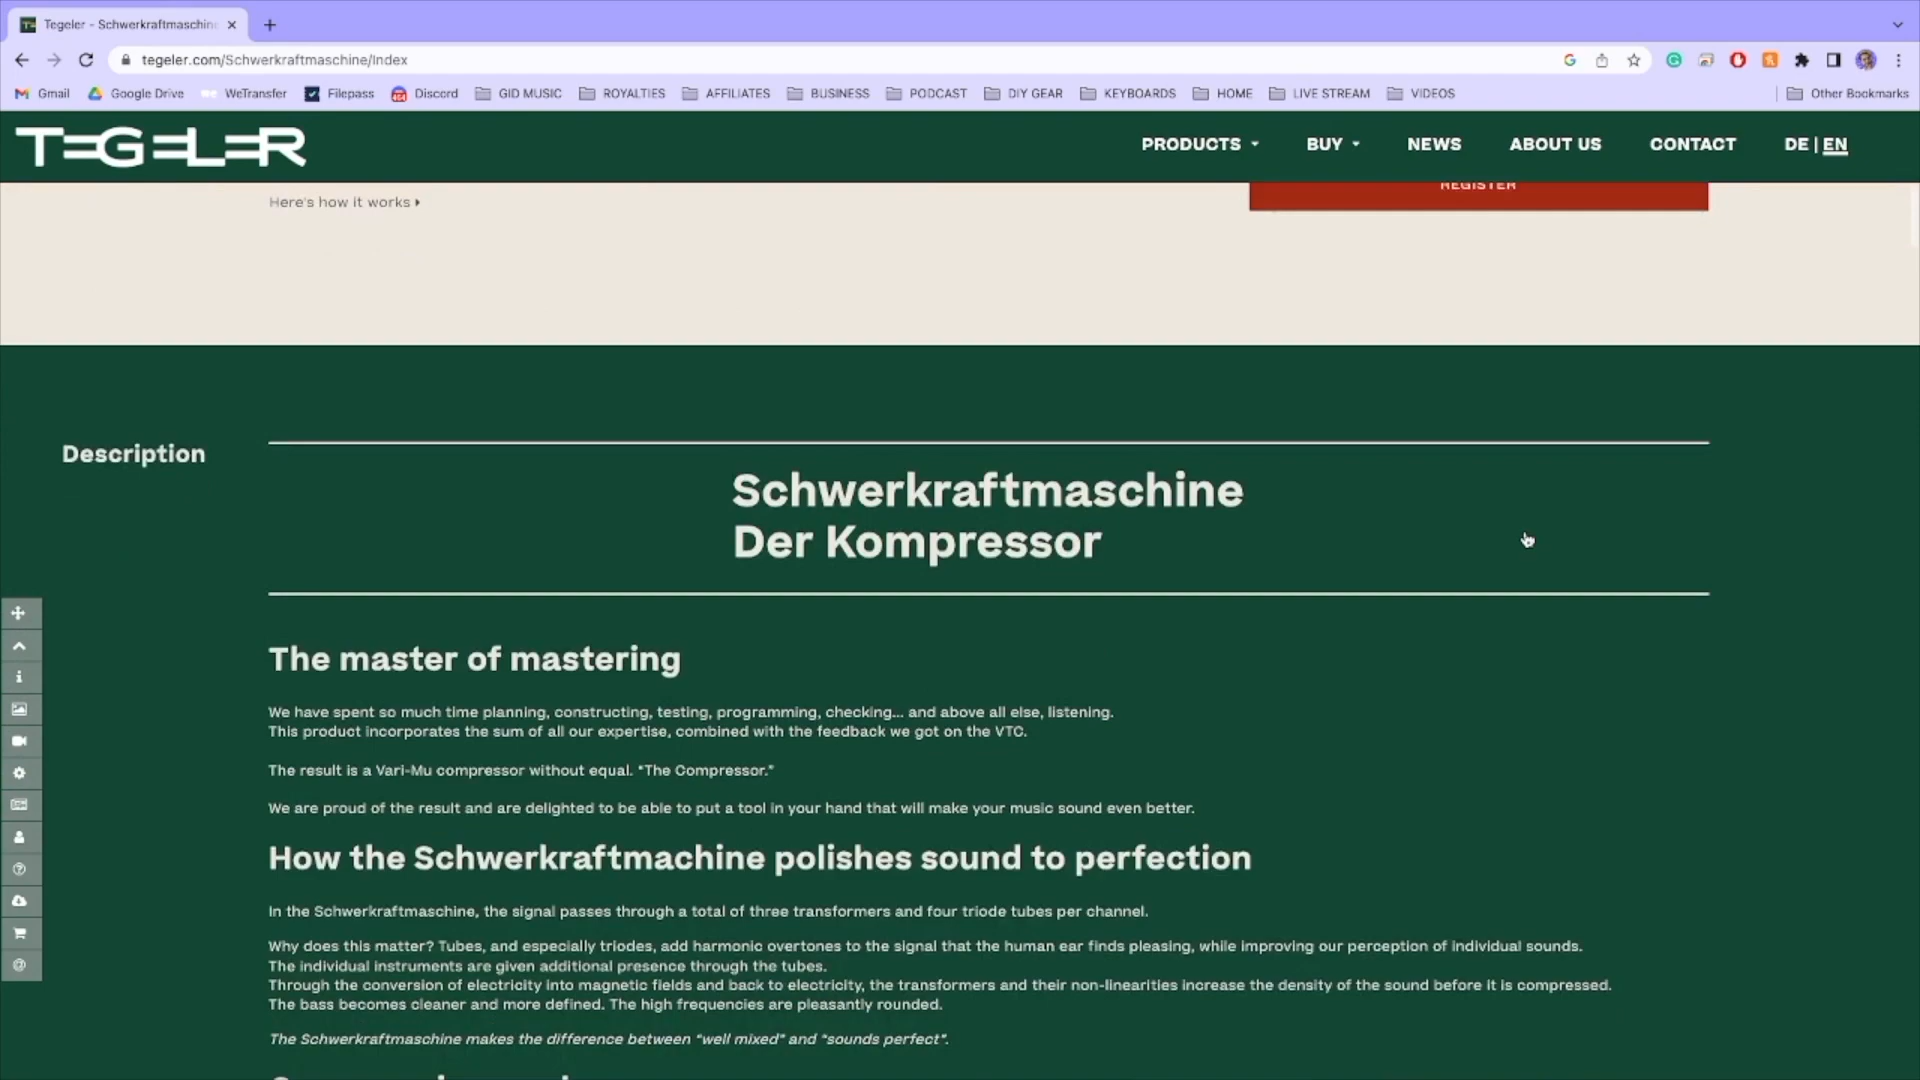 Tegeler - Schwerkraftmaschin
tegeler.com/Schwerkraftmaschine/Index
Gmail
Google Drive
WeTransfer
Filepass
Discord
GID MUSIC
ROYALTIES
AFFILIATES
BUSINESS
PODCAST
DIY GEAR
KEYBOARDS
HOME
LIVE STREAM
VIDEOS
Other Bookmarks
TEGELER
PRODUCTS
BUY
NEWS
ABOUT US
CONTACT
DE | EN
Here's how it works
REGISTER
Description
Schwerkraftmaschine
Der Kompressor
The master of mastering
We have spent so much time planning, constructing, testing, programming, checking... and above all else, listening.
This product incorporates the sum of all our expertise, combined with the feedback we got on the VTC.
The result is a Vari-Mu compressor without equal. "The Compressor."
We are proud of the result and are delighted to be able to put a tool in your hand that will make your music sound even better.
How the Schwerkraftmachine polishes sound to perfection
In the Schwerkraftmaschine, the signal passes through a total of three transformers and four triode tubes per channel.
Why does this matter? Tubes, and especially triodes, add harmonic overtones to the signal that the human ear finds pleasing, while improving our perception of individual sounds.
The individual instruments are given additional presence through the tubes.
Through the conversion of electricity into magnetic fields and back to electricity, the transformers and their non-linearities increase the density of the sound before it is compressed.
The bass becomes cleaner and more defined. The high frequencies are pleasantly rounded.
The Schwerkraftmaschine makes the difference between "well mixed" and "sounds perfect".